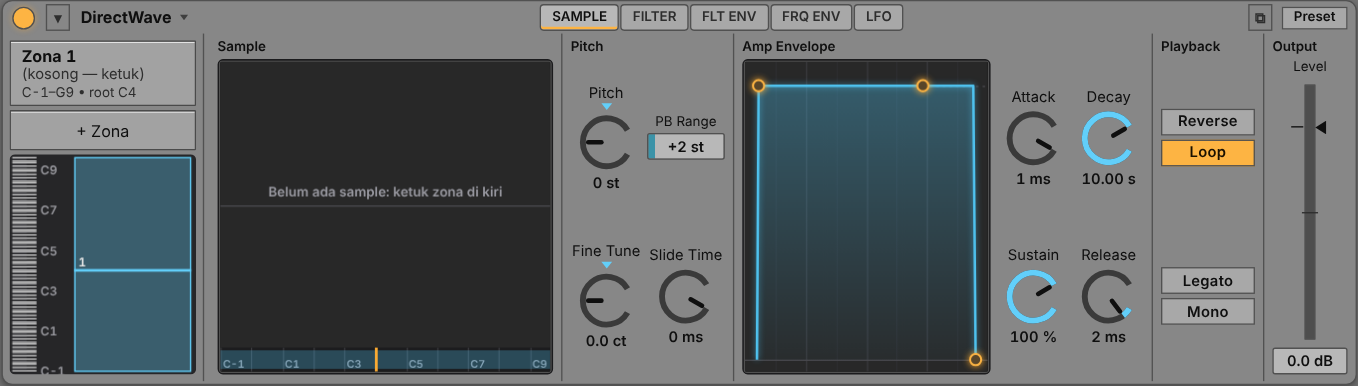 DirectWave
SAMPLE
FILTER
FLT ENV
FRQ ENV
LFO
Preset
Zona 1
(kosong — ketuk)
C-1–G9 • root C4
+ Zona
C9
C7
C5
1
C3
C1
C-1
Sample
Belum ada sample: ketuk zona di kiri
C-1
C1
C3
C5
C7
C9
Pitch
Pitch
0 st
PB Range
+2 st
Fine Tune
0.0 ct
Slide Time
0 ms
Amp Envelope
Attack
1 ms
Decay
10.00 s
Sustain
100 %
Release
2 ms
Playback
Reverse
Loop
Legato
Mono
Output
Level
0.0 dB